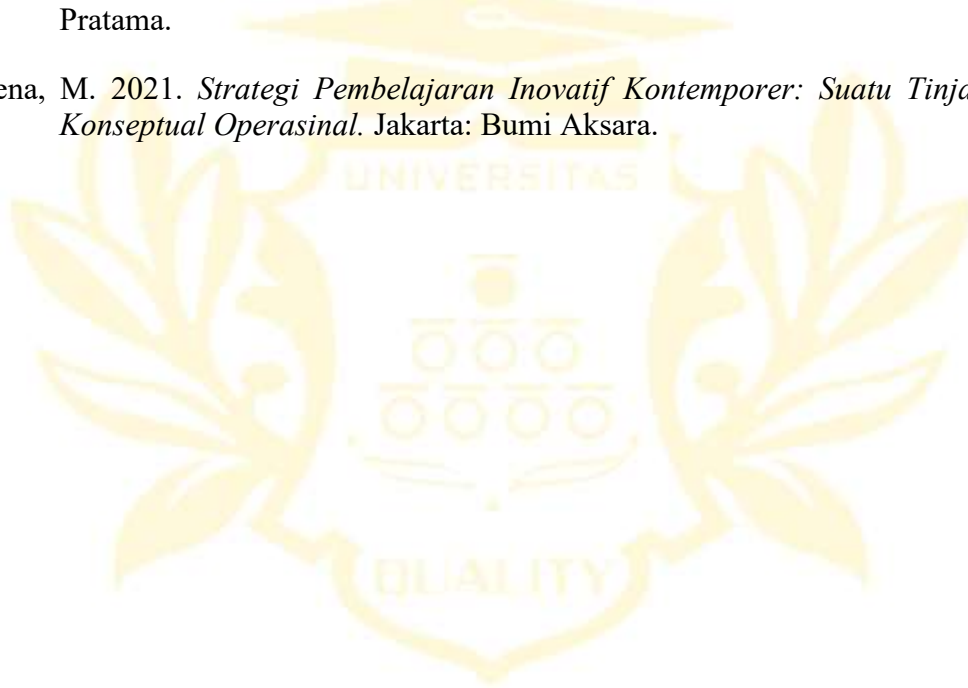 Pratama.
ena, M. 2021. Strategi Pembelajaran Inovatif Kontemporer: Suatu Tinja
Konseptual Operasinal. Jakarta: Bumi Aksara.
UNIVERSITAS
QUALITY